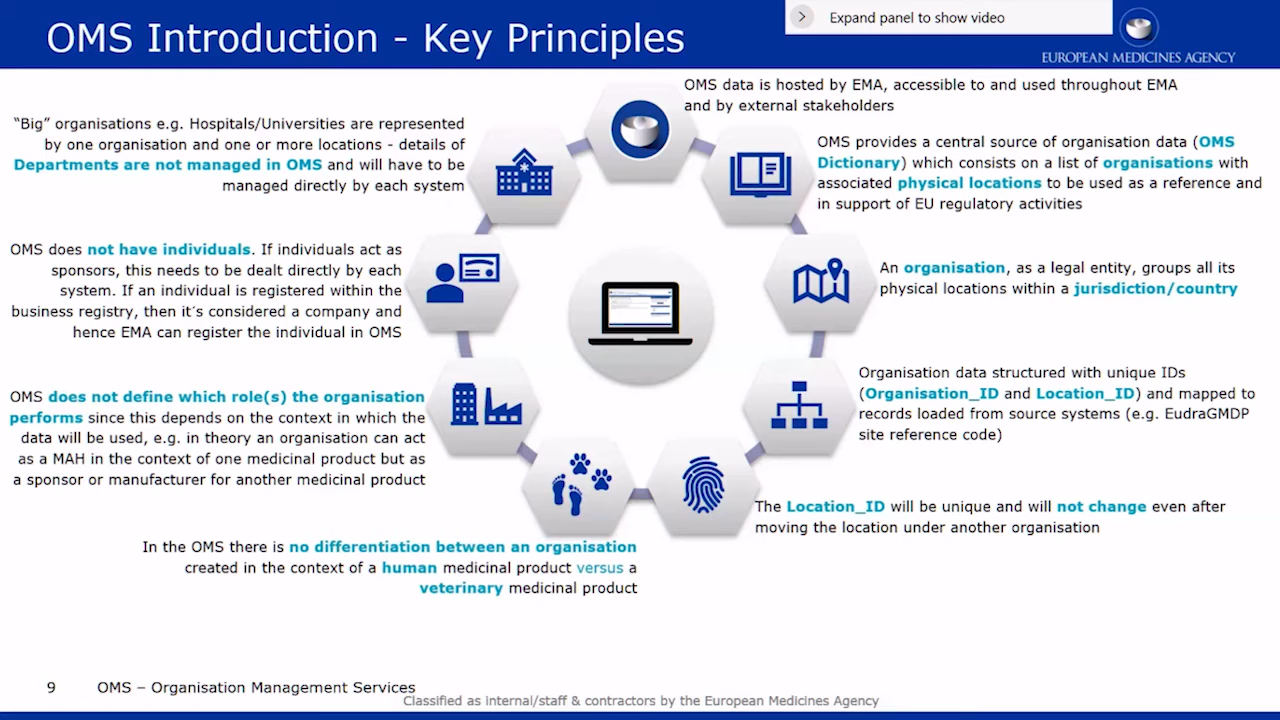 OMS Introduction - Key Principles
Expand panel to show video
EUROPEAN MEDICINES AGENCY
OMS data is hosted by EMA, accessible to and used throughout EMA
and by external stakeholders
OMS provides a central source of organisation data (OMS
Dictionary) which consists on a list of organisations with
associated physical locations to be used as a reference and
in support of EU regulatory activities
An organisation, as a legal entity, groups all its
physical locations within a jurisdiction/country
Organisation data structured with unique IDs
(Organisation_ID and Location_ID) and mapped to
records loaded from source systems (e.g. EudraGMDP
site reference code)
The Location_ID will be unique and will not change even after
moving the location under another organisation
In the OMS there is no differentiation between an organisation
created in the context of a human medicinal product versus a
veterinary medicinal product
OMS does not define which role(s) the organisation
performs since this depends on the context in which the
data will be used, e.g. in theory an organisation can act
as a MAH in the context of one medicinal product but as
a sponsor or manufacturer for another medicinal product
OMS does not have individuals. If individuals act as
sponsors, this needs to be dealt directly by each
system. If an individual is registered within the
business registry, then it´s considered a company and
hence EMA can register the individual in OMS
“Big” organisations e.g. Hospitals/Universities are represented
by one organisation and one or more locations - details of
Departments are not managed in OMS and will have to be
managed directly by each system
9 OMS – Organisation Management Services
Classified as internal/staff & contractors by the European Medicines Agency